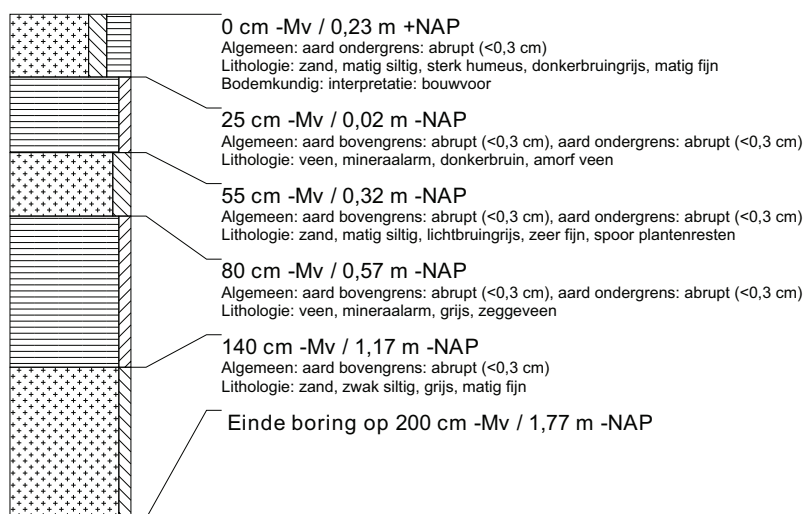 0 cm -Mv / 0,23 m +NAP
Algemeen: aard ondergrens: abrupt (<0,3 cm)
Lithologie: zand, matig siltig, sterk humeus, donkerbruingrijs, matig fijn
Bodemkundig: interpretatie: bouwvoor
25 cm -Mv / 0,02 m -NAP
Algemeen: aard bovengrens: abrupt (<0,3 cm), aard ondergrens: abrupt (<0,3 cm)
Lithologie: veen, mineraalarm, donkerbruin, amorf veen
55 cm -Mv / 0,32 m -NAP
Algemeen: aard bovengrens: abrupt (<0,3 cm), aard ondergrens: abrupt (<0,3 cm)
Lithologie: zand, matig siltig, lichtbruingrijs, zeer fijn, spoor plantenresten
80 cm -Mv / 0,57 m -NAP
Algemeen: aard bovengrens: abrupt (<0,3 cm), aard ondergrens: abrupt (<0,3 cm)
Lithologie: veen, mineraalarm, grijs, zeggeveen
140 cm -Mv / 1,17 m -NAP
Algemeen: aard bovengrens: abrupt (<0,3 cm)
Lithologie: zand, zwak siltig, grijs, matig fijn
Einde boring op 200 cm -Mv / 1,77 m -NAP